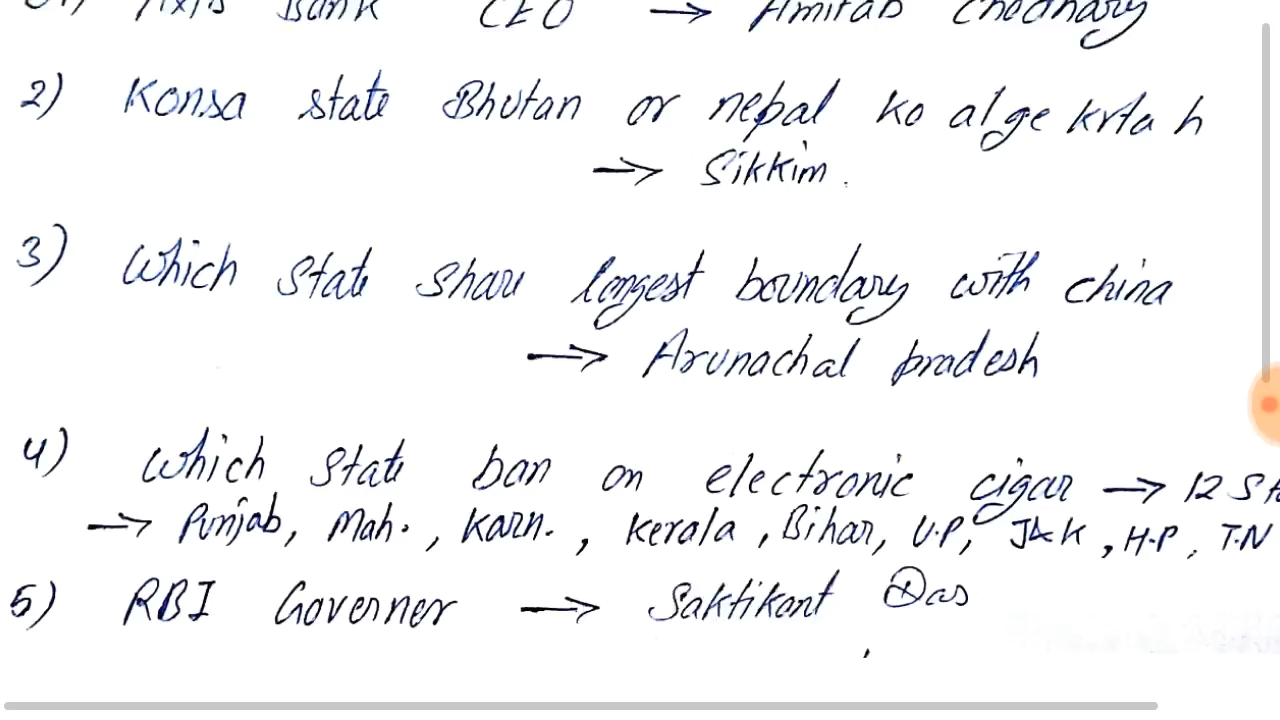 Axis Bank CEO → Amitab Chodhary
2) Konsa state Bhutan or nepal ko alge krta h
→ Sikkim.
3) Which State Share longest boundary with china
→ Arunachal pradesh
4) Which State ban on electronic cigar → 12 St
→ Punjab, Mah., Karn., Kerala, Bihar, U.P, J&K, H.P, T.N
5) RBI Governer → Saktikant Das